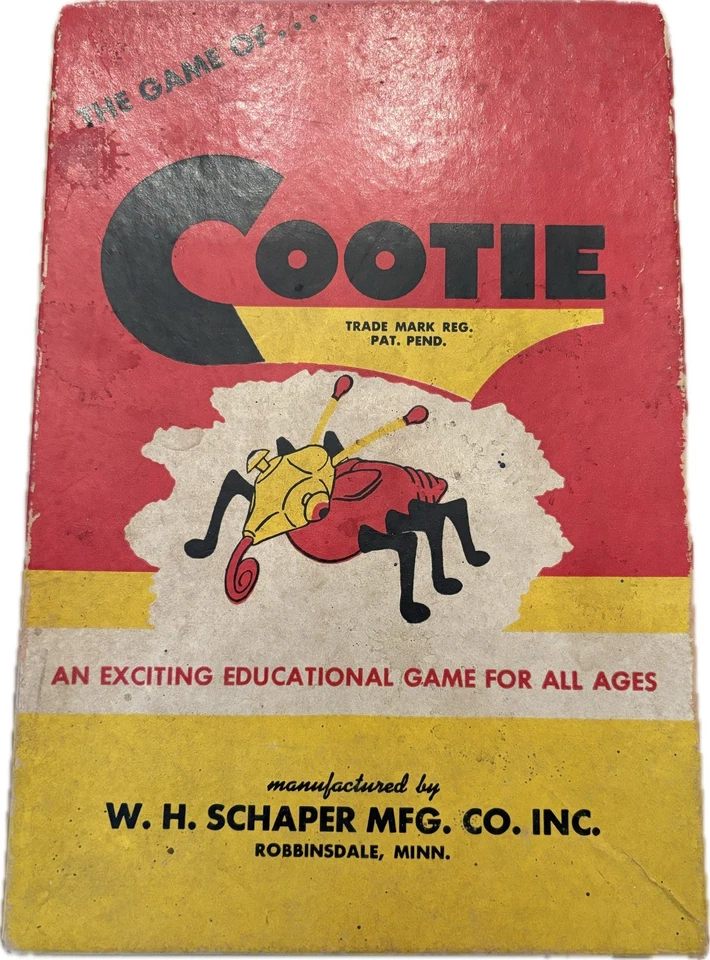 THE GAME OF...
COOTIE
TRADE MARK REG.
PAT. PEND.
AN EXCITING EDUCATIONAL GAME FOR ALL AGES
manufactured by
W. H. SCHAPER MFG. CO. INC.
ROBBINSDALE, MINN.